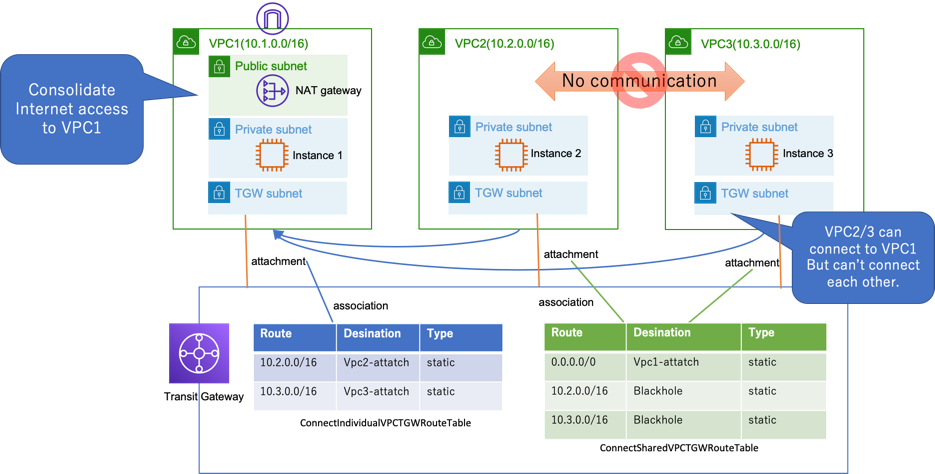 VPC1(10.1.0.0/16)
VPC2(10.2.0.0/16)
VPC3(10.3.0.0/16)
Consolidate
Internet access
to VPC1
Public subnet
NAT gateway
No communication
Private subnet
Instance 1
Private subnet
Instance 2
Private subnet
Instance 3
TGW subnet
TGW subnet
TGW subnet
VPC2/3 can
connect to VPC1
But can't connect
each other.
attachment
attachment
attachment
association
association
Transit Gateway
Route Desination Type
10.2.0.0/16 Vpc2-attatch static
10.3.0.0/16 Vpc3-attatch static
ConnectIndividualVPCTGWRouteTable
Route Desination Type
0.0.0.0/0 Vpc1-attatch static
10.2.0.0/16 Blackhole static
10.3.0.0/16 Blackhole static
ConnectSharedVPCTGWRouteTable